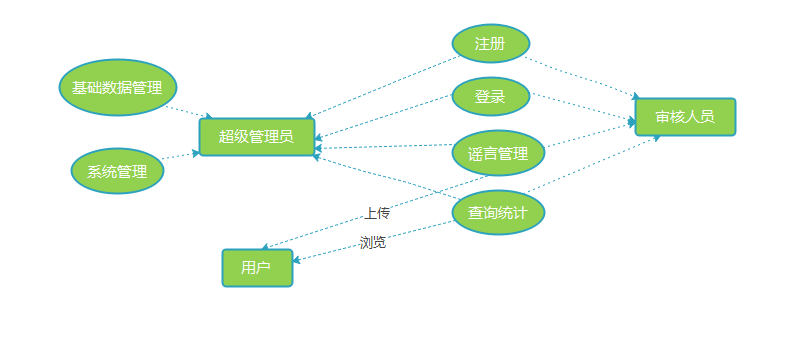 注册
基础数据管理
登录
审核人员
超级管理员
谣言管理
系统管理
上传
查询统计
浏览
用户